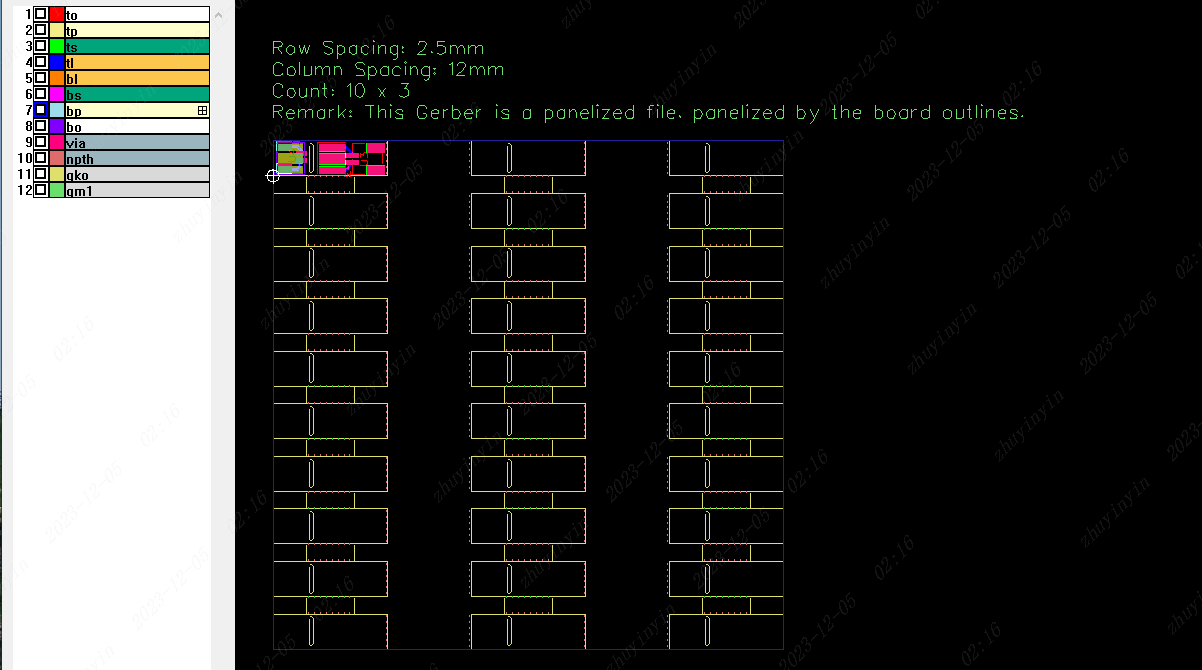 1 to
2 tp
3 ts
4 tl
5 bl
6 bs
7 bp
8 bo
9 via
10 npth
11 gko
12 gm1
Row Spacing: 2.5mm
Column Spacing: 12mm
Count: 10 x 3
Remark: This Gerber is a panelized file, panelized by the board outlines.
zhuyinyin
2023-12-05
02:16